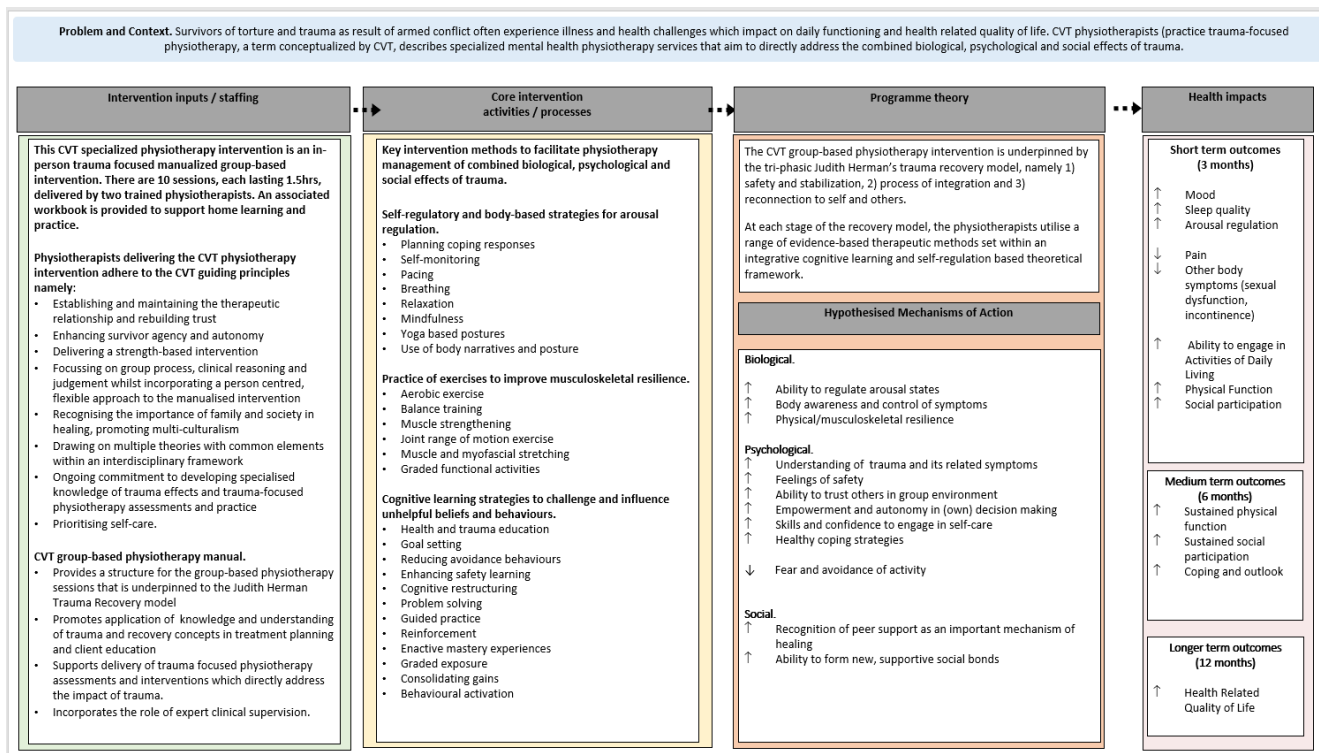 Problem and Context. Survivors of torture and trauma as result of armed conflict often experience illness and health challenges which impact on daily functioning and health related quality of life. CVT physiotherapists (practice trauma-focused
physiotherapy, a term conceptualized by CVT, describes specialized mental health physiotherapy services that aim to directly address the combined biological, psychological and social effects of trauma.
Intervention inputs / staffing
This CVT specialized physiotherapy intervention is an in-
person trauma focused manualized group-based
intervention. There are 10 sessions, each lasting 1.5hrs,
delivered by two trained physiotherapists. An associated
workbook is provided to support home learning and
practice.
Physiotherapists delivering the CVT physiotherapy
intervention adhere to the CVT guiding principles
namely:
• Establishing and maintaining the therapeutic
relationship and rebuilding trust
• Enhancing survivor agency and autonomy
• Delivering a strength-based intervention
• Focussing on group process, clinical reasoning and
judgement whilst incorporating a person centred,
flexible approach to the manualised intervention
• Recognising the importance of family and society in
healing, promoting multi-culturalism
• Drawing on multiple theories with common elements
within an interdisciplinary framework
• Ongoing commitment to developing specialised
knowledge of trauma effects and trauma-focused
physiotherapy assessments and practice
• Prioritising self-care.
CVT group-based physiotherapy manual.
• Provides a structure for the group-based physiotherapy
sessions that is underpinned to the Judith Herman
Trauma Recovery model
• Promotes application of knowledge and understanding
of trauma and recovery concepts in treatment planning
and client education
• Supports delivery of trauma focused physiotherapy
assessments and interventions which directly address
the impact of trauma.
• Incorporates the role of expert clinical supervision.
Core intervention
activities / processes
Key intervention methods to facilitate physiotherapy
management of combined biological, psychological and
social effects of trauma.
Self-regulatory and body-based strategies for arousal
regulation.
• Planning coping responses
• Self-monitoring
• Pacing
• Breathing
• Relaxation
• Mindfulness
• Yoga based postures
• Use of body narratives and posture
Practice of exercises to improve musculoskeletal resilience.
• Aerobic exercise
• Balance training
• Muscle strengthening
• Joint range of motion exercise
• Muscle and myofascial stretching
• Graded functional activities
Cognitive learning strategies to challenge and influence
unhelpful beliefs and behaviours.
• Health and trauma education
• Goal setting
• Reducing avoidance behaviours
• Enhancing safety learning
• Cognitive restructuring
• Problem solving
• Guided practice
• Reinforcement
• Enactive mastery experiences
• Graded exposure
• Consolidating gains
• Behavioural activation
Programme theory
The CVT group-based physiotherapy intervention is underpinned by
the tri-phasic Judith Herman's trauma recovery model, namely 1)
safety and stabilization, 2) process of integration and 3)
reconnection to self and others.
At each stage of the recovery model, the physiotherapists utilise a
range of evidence-based therapeutic methods set within an
integrative cognitive learning and self-regulation based theoretical
framework.
Hypothesised Mechanisms of Action
Biological.
↑ Ability to regulate arousal states
↑ Body awareness and control of symptoms
↑ Physical/musculoskeletal resilience
Psychological.
↑ Understanding of trauma and its related symptoms
↑ Feelings of safety
↑ Ability to trust others in group environment
↑ Empowerment and autonomy in (own) decision making
↑ Skills and confidence to engage in self-care
↑ Healthy coping strategies
↓ Fear and avoidance of activity
Social.
↑ Recognition of peer support as an important mechanism of
healing
↑ Ability to form new, supportive social bonds
Health impacts
Short term outcomes
(3 months)
↑ Mood
↑ Sleep quality
↑ Arousal regulation
↓ Pain
↓ Other body
symptoms (sexual
dysfunction,
incontinence)
↑ Ability to engage in
Activities of Daily
Living
↑ Physical Function
↑ Social participation
Medium term outcomes
(6 months)
↑ Sustained physical
function
↑ Sustained social
participation
↑ Coping and outlook
Longer term outcomes
(12 months)
↑ Health Related
Quality of Life